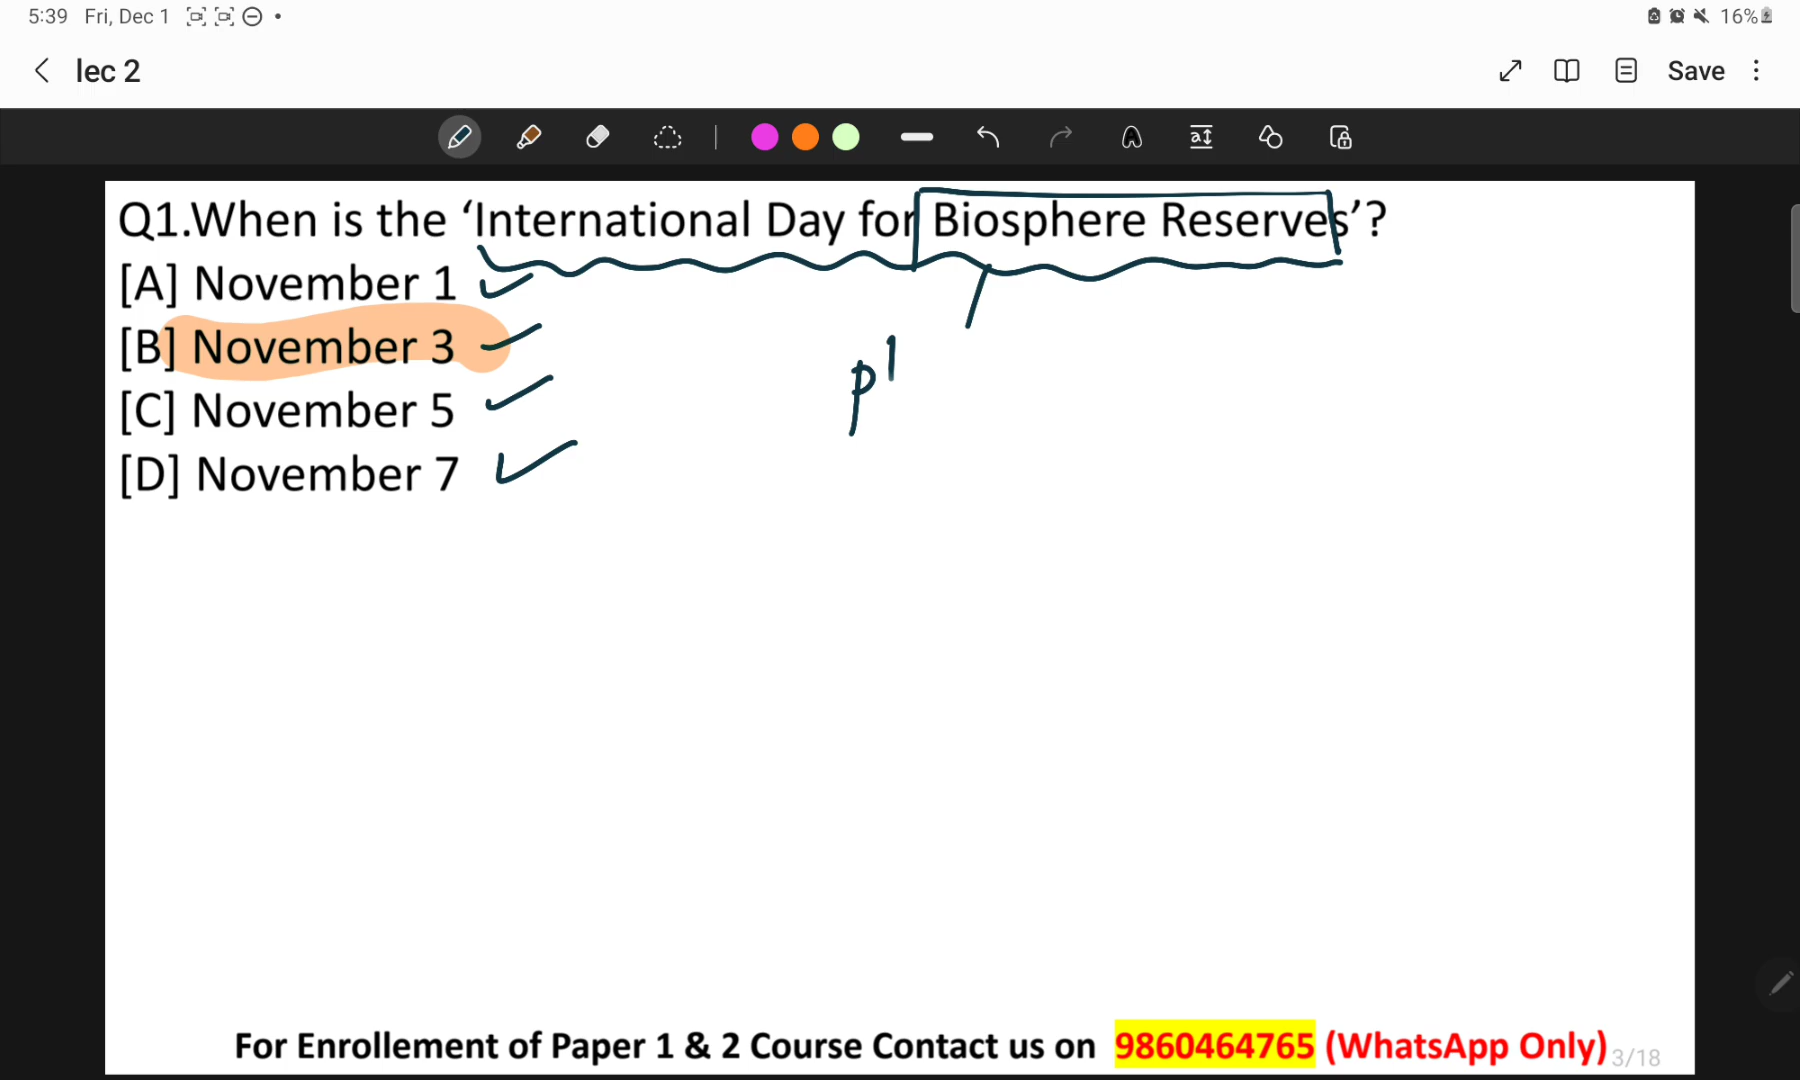 5:39 Fri, Dec 1 16%
lec 2
Save
Q1.When is the ‘International Day for Biosphere Reserves’?
[A] November 1
[B] November 3
[C] November 5
[D] November 7
p1
For Enrollement of Paper 1 & 2 Course Contact us on 9860464765 (WhatsApp Only)
3/18